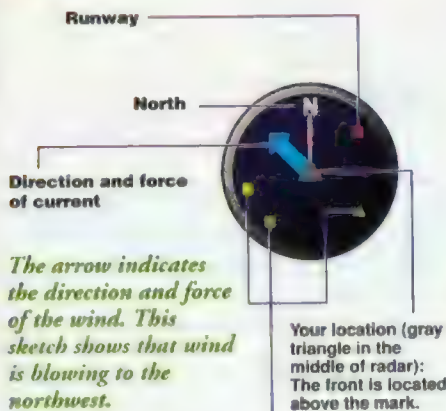 Runway
North
N
Direction and force
of current
The arrow indicates
the direction and force
of the wind. This
sketch shows that wind
is blowing to the
northwest.
Your location (gray
triangle in the
middle of radar):
The front is located
above the mark.